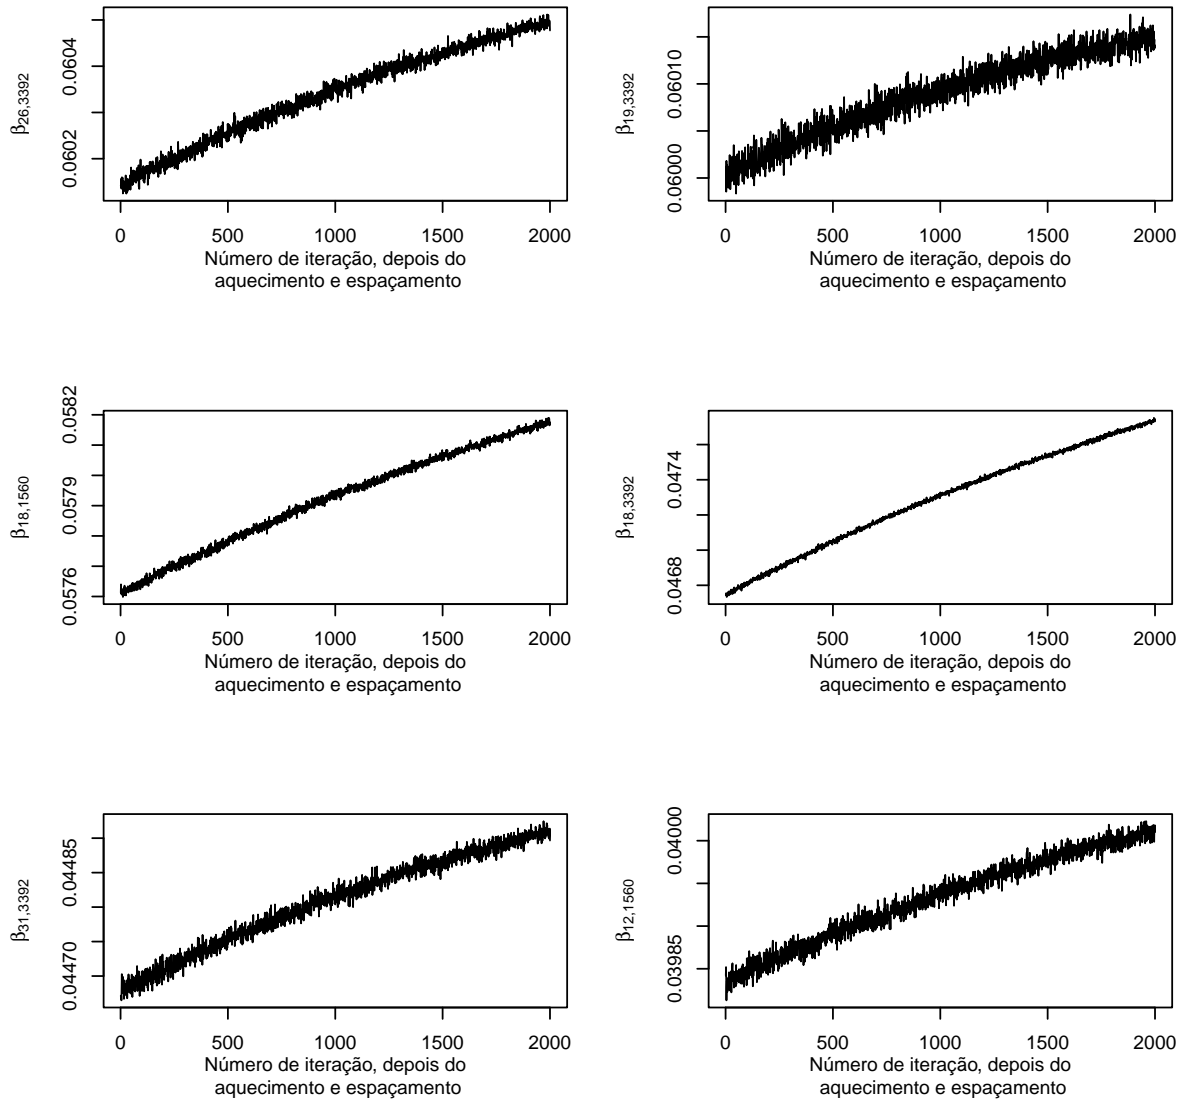 β26,3392
0.0602
0.0604
0
500
1000
1500
2000
Número de iteração, depois do
aquecimento e espaçamento
β19,3392
0.06000
0.06010
0
500
1000
1500
2000
Número de iteração, depois do
aquecimento e espaçamento
β18,1560
0.0576
0.0579
0.0582
0
500
1000
1500
2000
Número de iteração, depois do
aquecimento e espaçamento
β18,3392
0.0468
0.0474
0
500
1000
1500
2000
Número de iteração, depois do
aquecimento e espaçamento
β31,3392
0.04470
0.04485
0
500
1000
1500
2000
Número de iteração, depois do
aquecimento e espaçamento
β12,1560
0.03985
0.04000
0
500
1000
1500
2000
Número de iteração, depois do
aquecimento e espaçamento